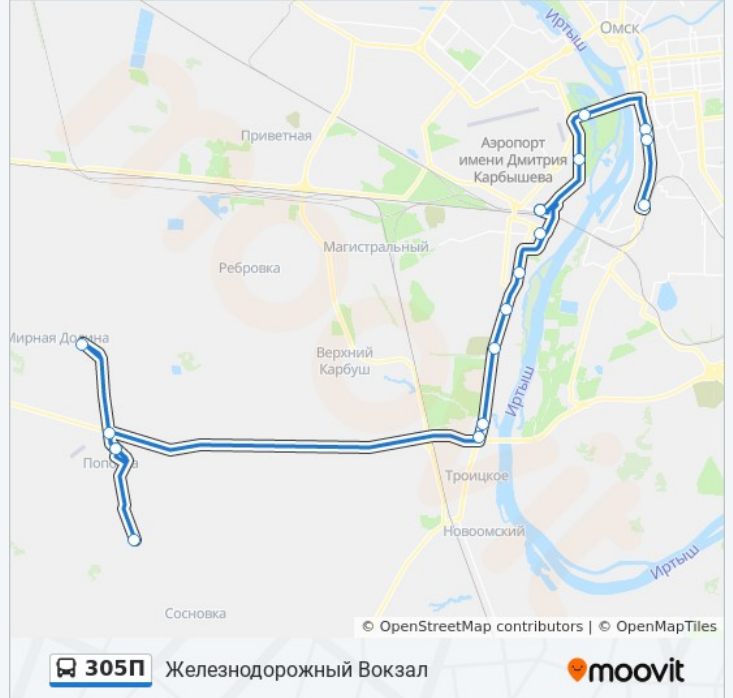 Иртыш
Омск
Приветная
Аэропорт
имени Дмитрия
Карбышева
Магистральный
Ребровка
Мирная Долина
Верхний
Карбуш
Иртыш
Поповка
Троицкое
Новоомский
Иртыш
Сосновка
© OpenStreetMap contributors | © OpenMapTiles
305П Железнодорожный Вокзал
moovit